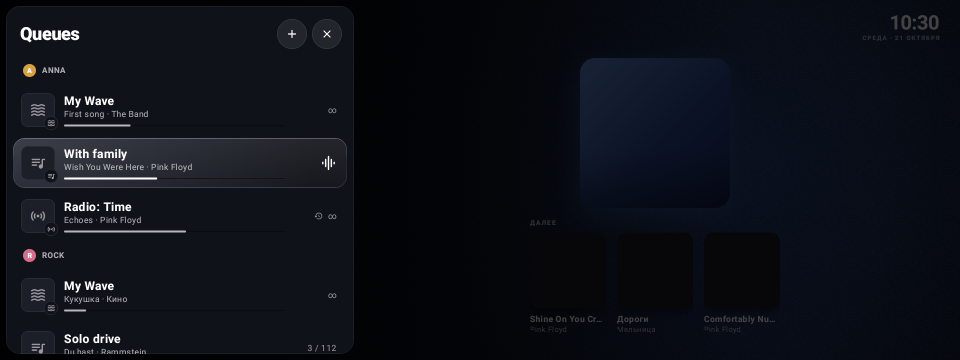 Queues
A ANNA
My Wave
First song · The Band
∞
With family
Wish You Were Here · Pink Floyd
Radio: Time
Echoes · Pink Floyd
∞
R ROCK
My Wave
Кукушка · Кино
∞
Solo drive
Du hast · Rammstein
3 / 112
10:30
СРЕДА · 21 ОКТЯБРЯ
ДАЛЕЕ
Shine On You Cr...
Pink Floyd
Дороги
Мельница
Comfortably Nu...
Pink Floyd